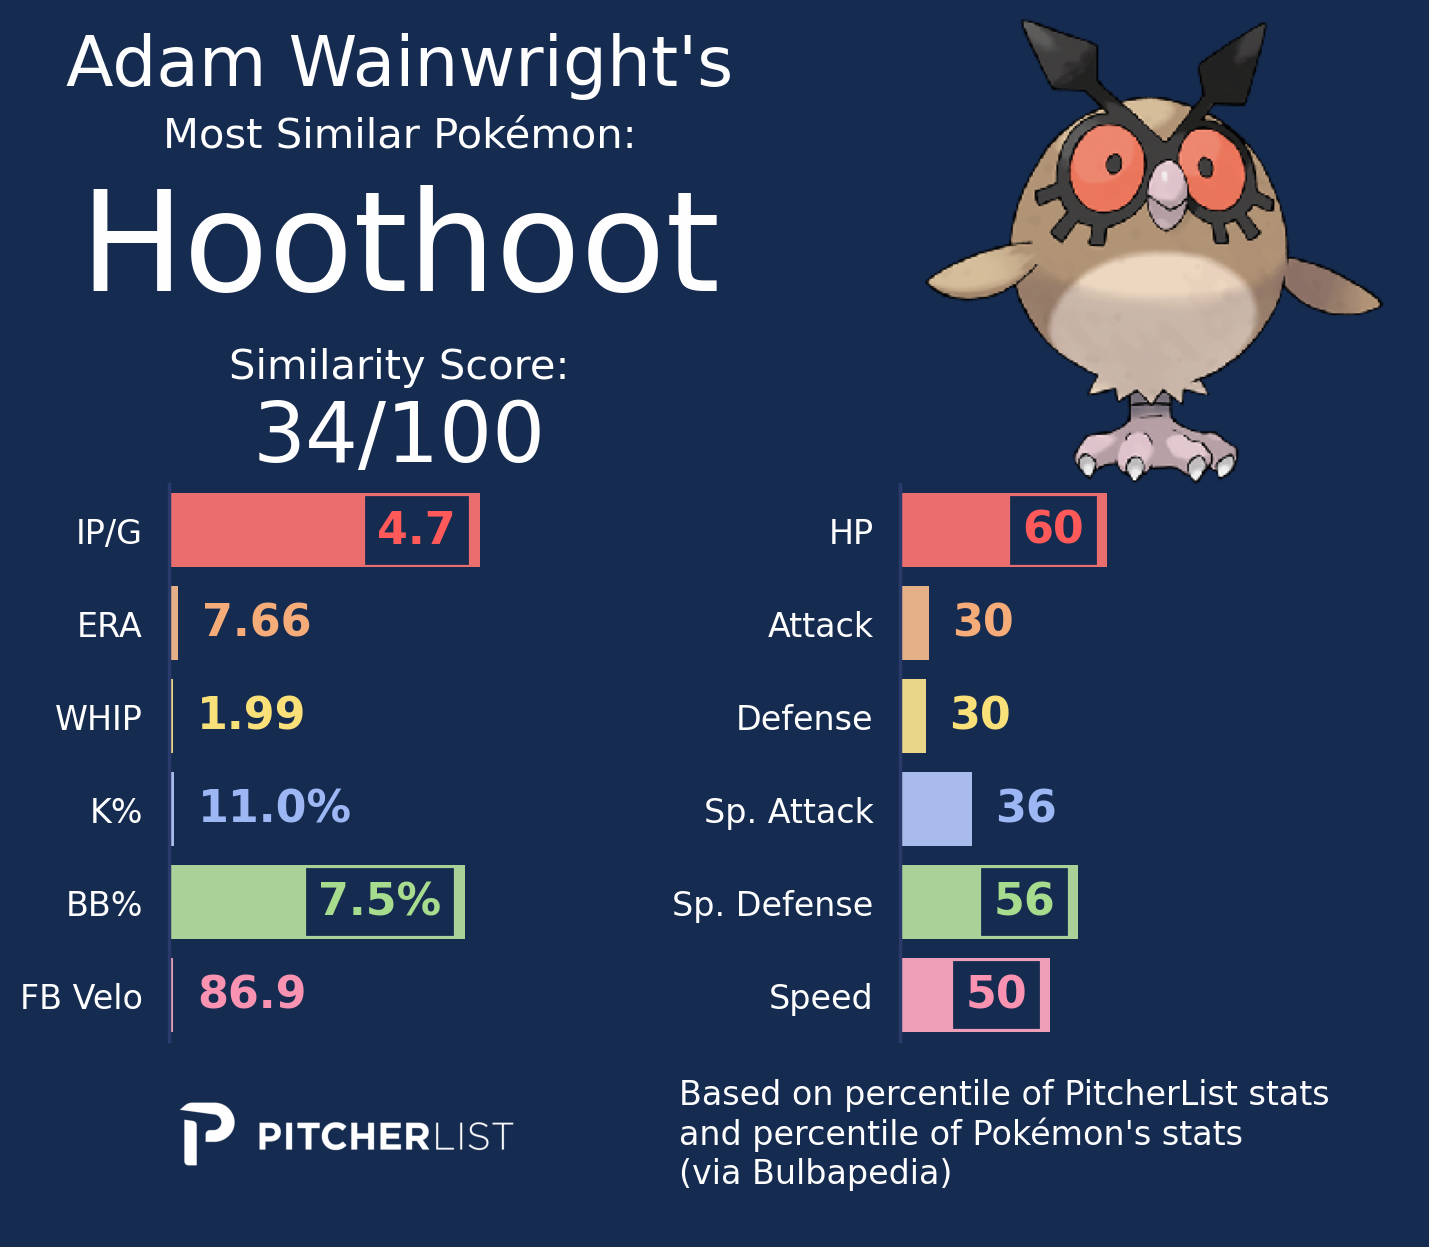 Adam Wainwright's
Most Similar Pokémon:
Hoothoot
Similarity Score:
34/100
IP/G 4.7
ERA 7.66
WHIP 1.99
K% 11.0%
BB% 7.5%
FB Velo 86.9
HP 60
Attack 30
Defense 30
Sp. Attack 36
Sp. Defense 56
Speed 50
PITCHERLIST
Based on percentile of PitcherList stats
and percentile of Pokémon's stats
(via Bulbapedia)